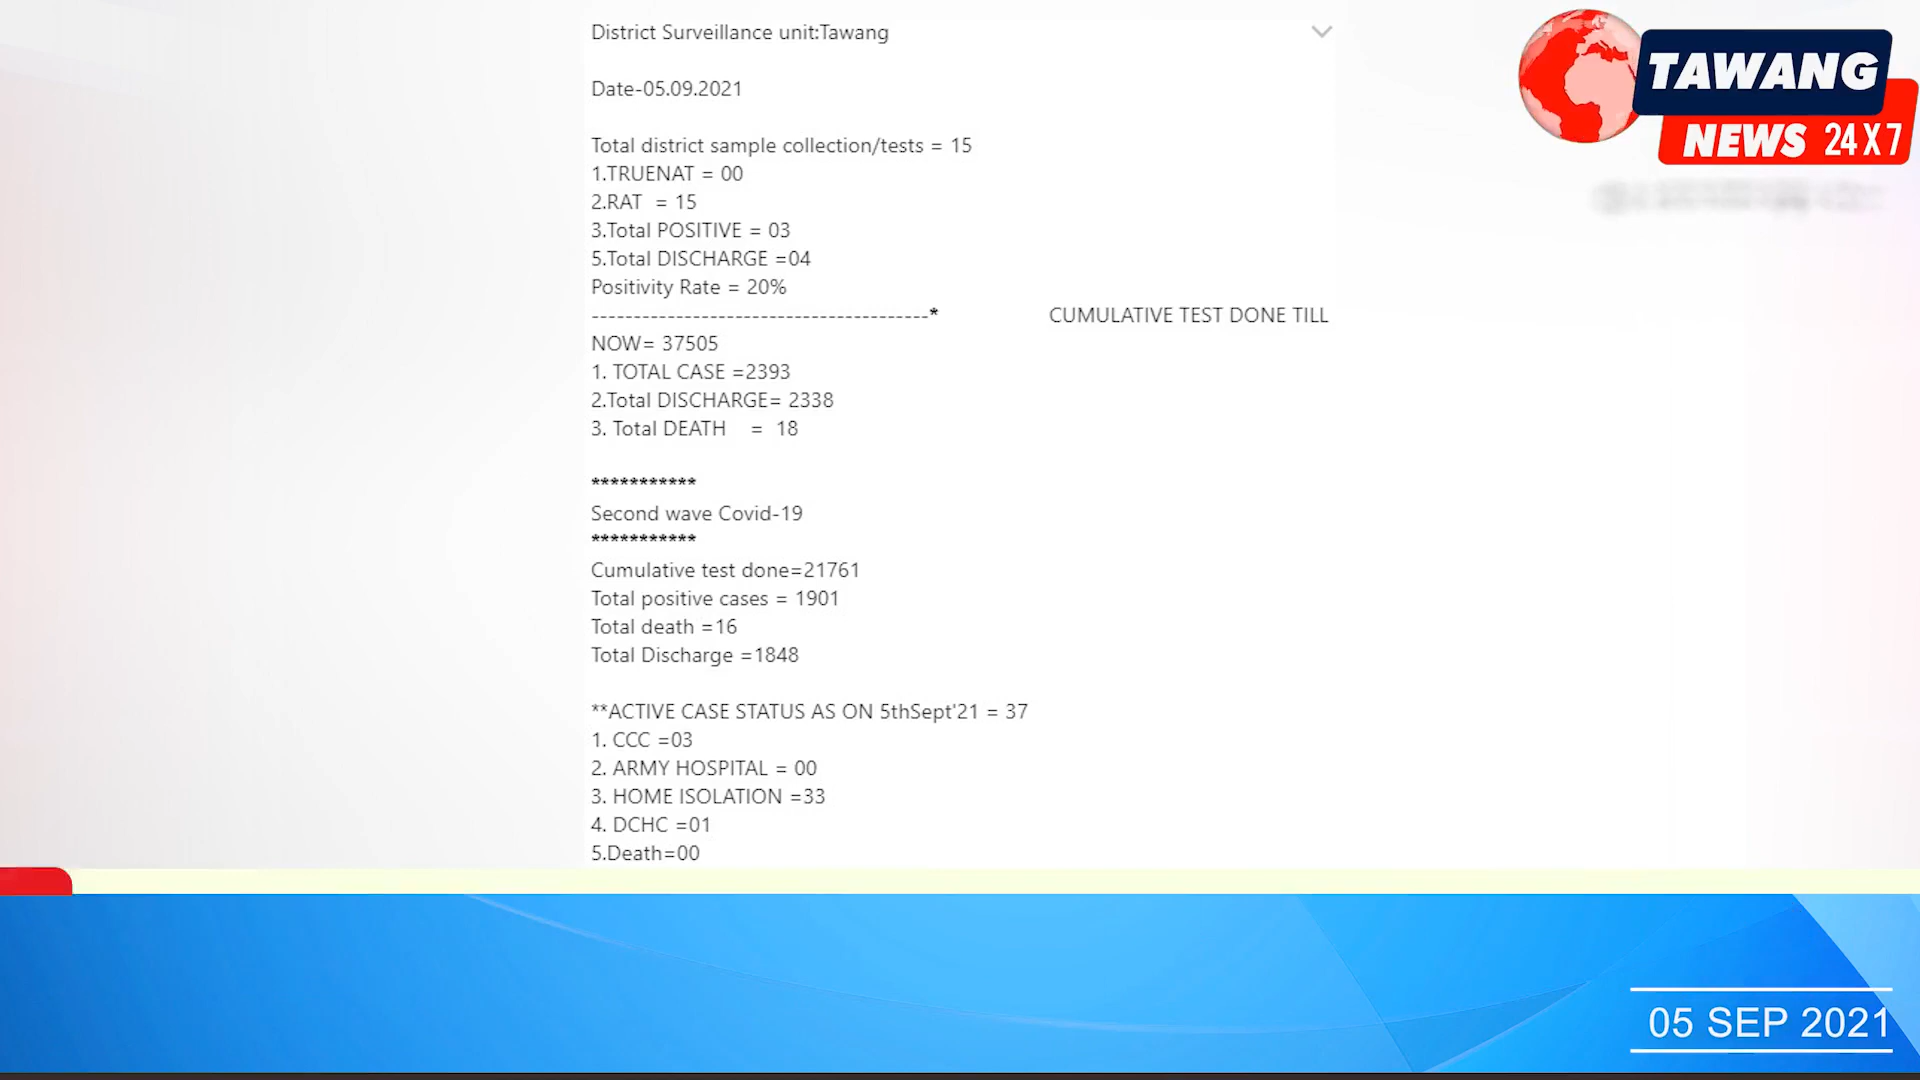 District Surveillance unit:Tawang
Date-05.09.2021
Total district sample collection/tests = 15
1.TRUENAT = 00
2.RAT = 15
3.Total POSITIVE = 03
5.Total DISCHARGE =04
Positivity Rate = 20%
----------------------------------------* CUMULATIVE TEST DONE TILL
NOW= 37505
1. TOTAL CASE =2393
2.Total DISCHARGE= 2338
3. Total DEATH = 18
***********
Second wave Covid-19
***********
Cumulative test done=21761
Total positive cases = 1901
Total death =16
Total Discharge =1848
**ACTIVE CASE STATUS AS ON 5thSept'21 = 37
1. CCC =03
2. ARMY HOSPITAL = 00
3. HOME ISOLATION =33
4. DCHC =01
5.Death=00
TAWANG
NEWS 24X7
05 SEP 2021